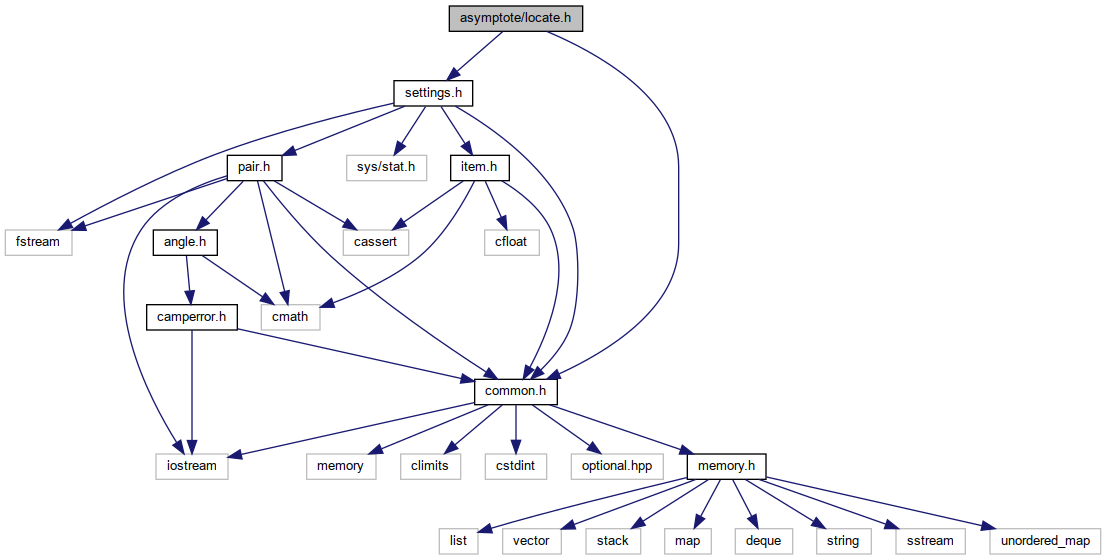 asymptote/locate.h
settings.h
pair.h
sys/stat.h
item.h
fstream
angle.h
cassert
cfloat
camperror.h
cmath
common.h
iostream
memory
climits
cstdint
optional.hpp
memory.h
list
vector
stack
map
deque
string
sstream
unordered_map